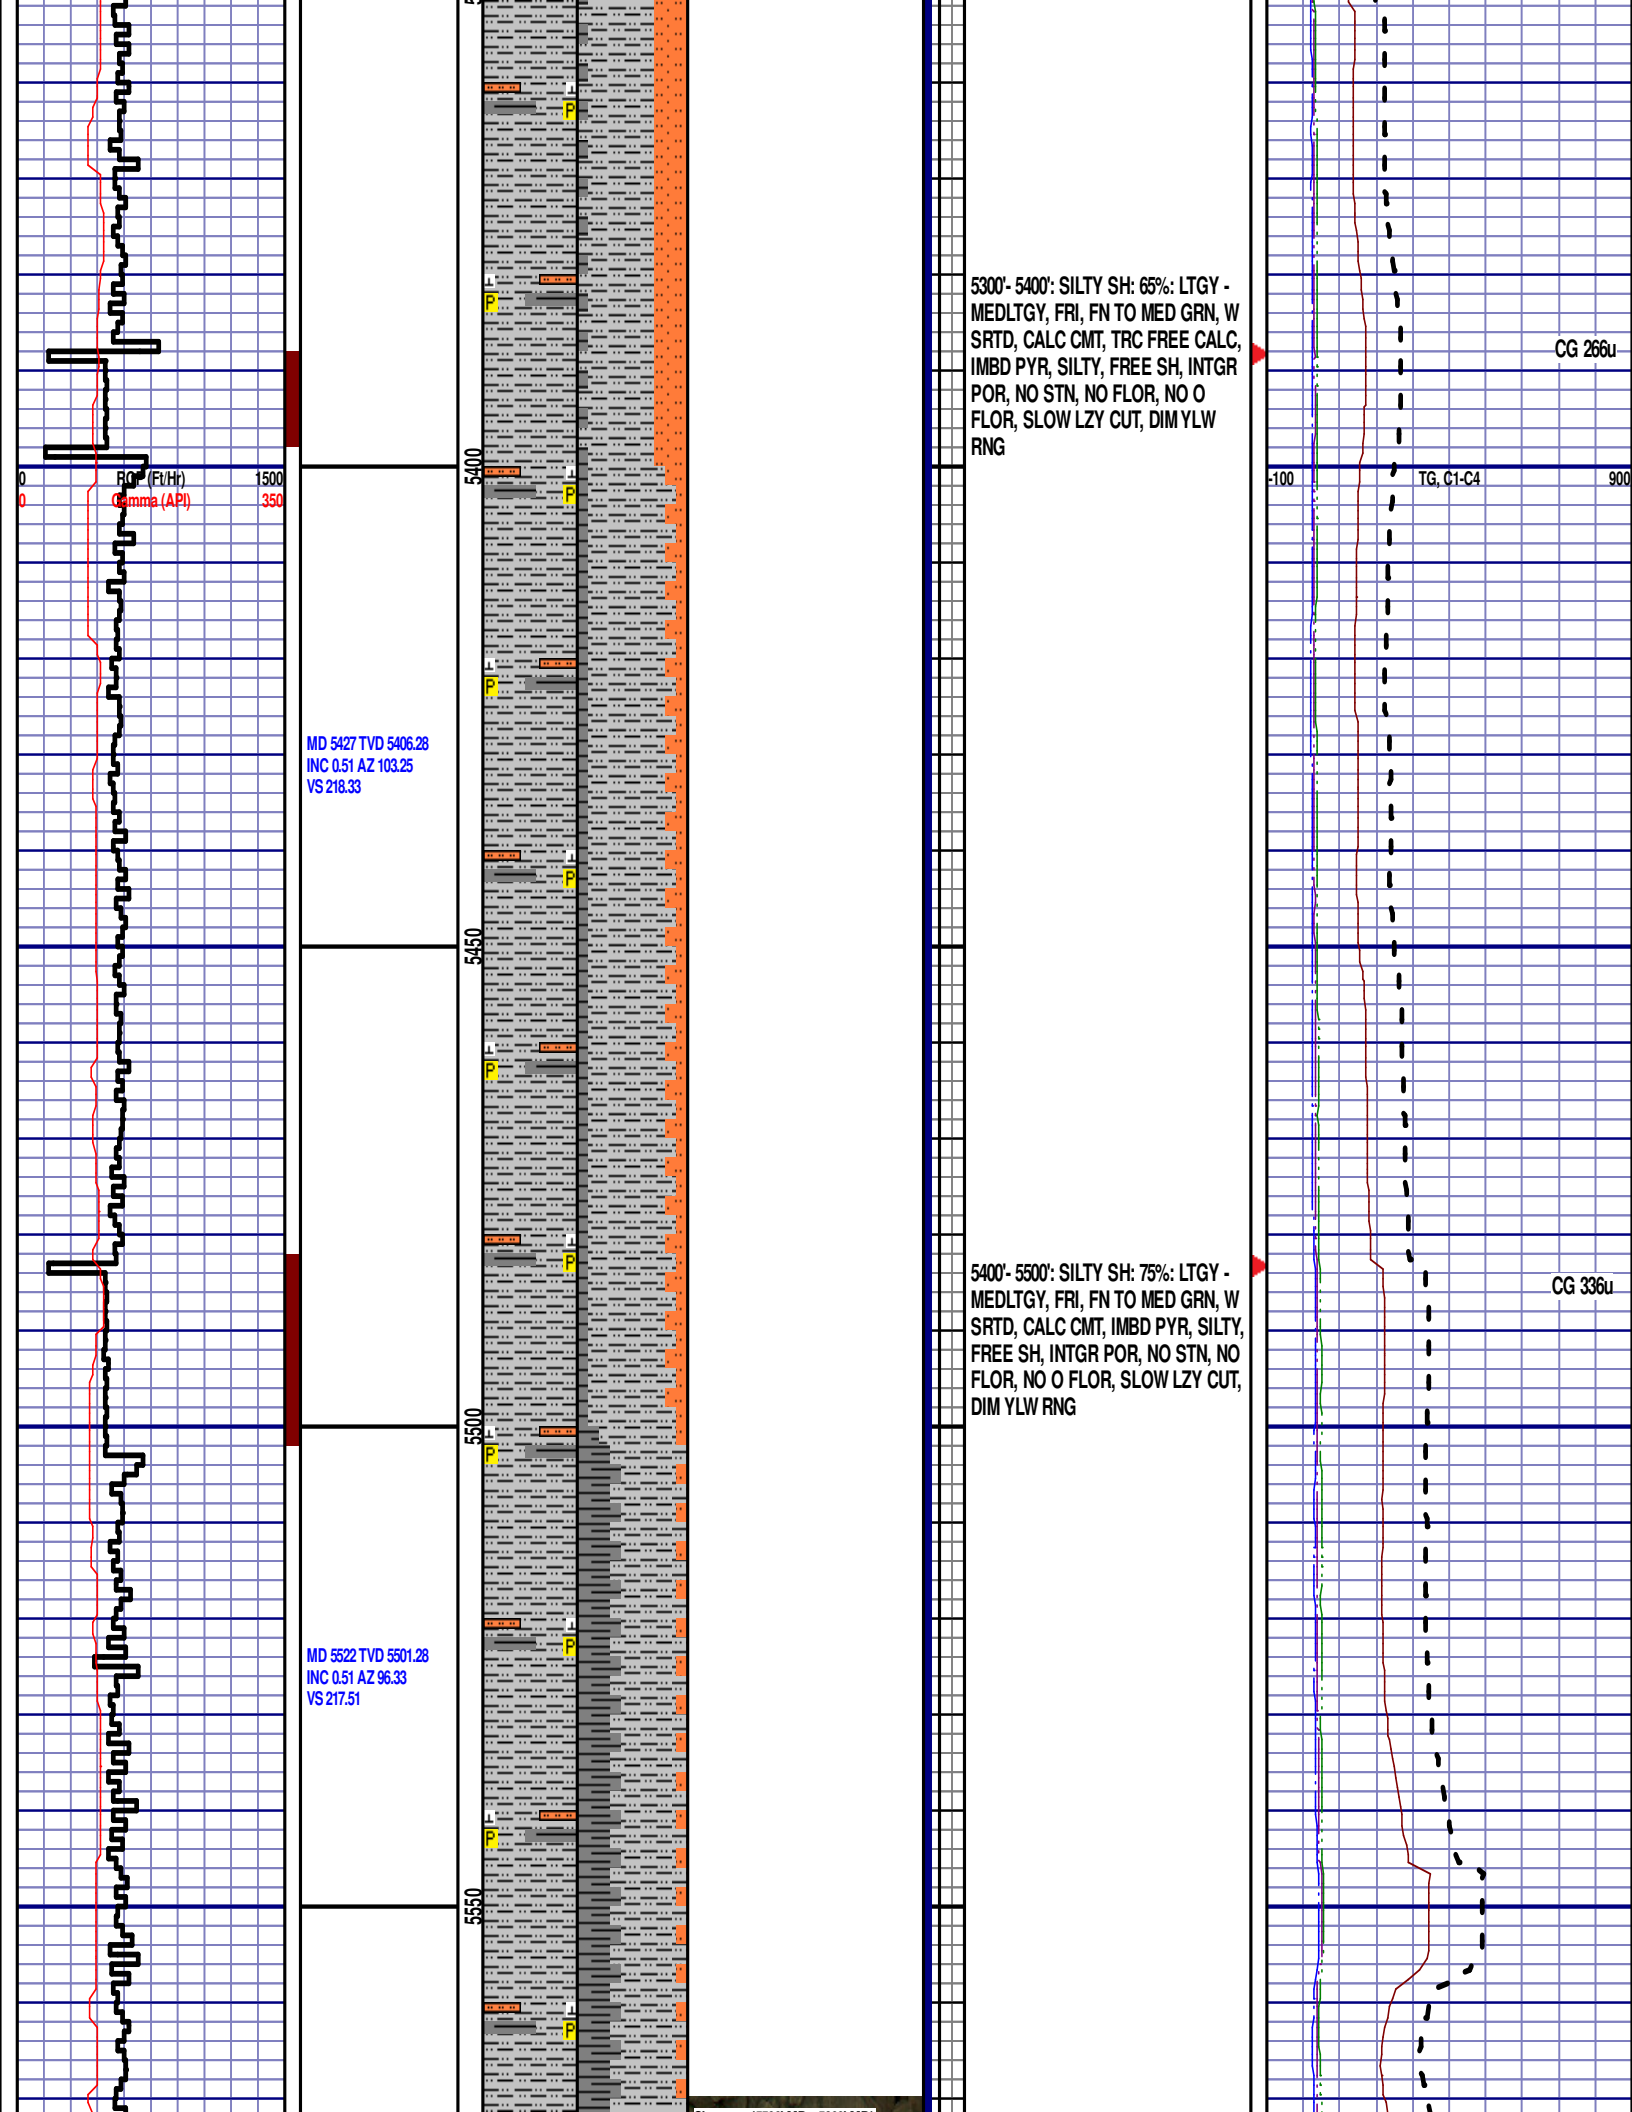 5300'- 5400': SILTY SH: 65%: LTGY -
MEDLTGY, FRI, FN TO MED GRN, W
SRTD, CALC CMT, TRC FREE CALC,
IMBD PYR, SILTY, FREE SH, INTGR
POR, NO STN, NO FLOR, NO O
FLOR, SLOW LZY CUT, DIM YLW
RNG
CG 266u
0 ROP (Ft/Hr) 1500
0 Gamma (API) 350
5400
-100 TG, C1-C4 900
MD 5427 TVD 5406.28
INC 0.51 AZ 103.25
VS 218.33
5450
5400'- 5500': SILTY SH: 75%: LTGY -
MEDLTGY, FRI, FN TO MED GRN, W
SRTD, CALC CMT, IMBD PYR, SILTY,
FREE SH, INTGR POR, NO STN, NO
FLOR, NO O FLOR, SLOW LZY CUT,
DIM YLW RNG
CG 336u
5500
MD 5522 TVD 5501.28
INC 0.51 AZ 96.33
VS 217.51
5550
P
P
P
P
P
P
P
P
P
P
P